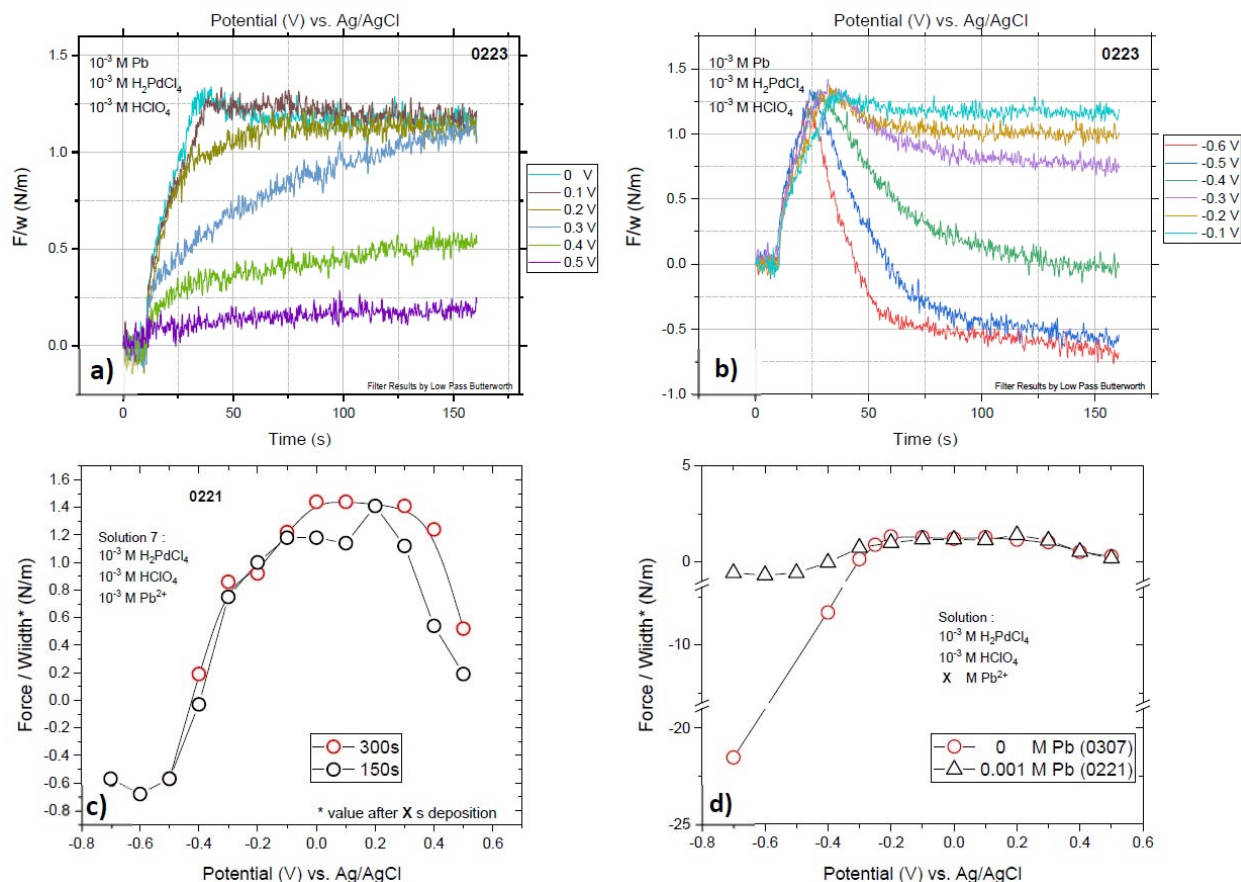 Potential (V) vs. Ag/AgCl
10⁻³ M Pb
10⁻³ M H₂PdCl₄
10⁻³ M HClO₄
0223
1.5
1.0
0.5
0.0
F/w (N/m)
0 V
0.1 V
0.2 V
0.3 V
0.4 V
0.5 V
a)
Filter Results by Low Pass Butterworth
0 50 100 150
Time (s)
Potential (V) vs. Ag/AgCl
10⁻³ M Pb
10⁻³ M H₂PdCl₄
10⁻³ M HClO₄
0223
1.5
1.0
0.5
0.0
-0.5
-1.0
F/w (N/m)
-0.6 V
-0.5 V
-0.4 V
-0.3 V
-0.2 V
-0.1 V
b)
Filter Results by Low Pass Butterworth
0 50 100 150
Time (s)
0221
Solution 7 :
10⁻³ M H₂PdCl₄
10⁻³ M HClO₄
10⁻³ M Pb²⁺
1.6
1.4
1.2
1.0
0.8
0.6
0.4
0.2
0.0
-0.2
-0.4
-0.6
-0.8
Force / Wiidth* (N/m)
300s
150s
c)
* value after X s deposition
-0.8 -0.6 -0.4 -0.2 0.0 0.2 0.4 0.6
Potential (V) vs. Ag/AgCl
5
0
-10
-20
-25
Force / Wiidth* (N/m)
Solution :
10⁻³ M H₂PdCl₄
10⁻³ M HClO₄
X M Pb²⁺
0 M Pb (0307)
0.001 M Pb (0221)
d)
-0.8 -0.6 -0.4 -0.2 0.0 0.2 0.4 0.6
Potential (V) vs. Ag/AgCl